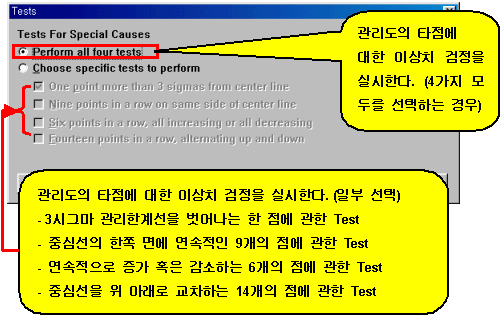 Tests
Tests For Special Causes
Perform all four tests
Choose specific tests to perform
One point more than 3 sigmas from center line
Nine points in a row on same side of center line
Six points in a row, all increasing or all decreasing
Fourteen points in a row, alternating up and down
관리도의 타점에
대한 이상치 검정을
실시한다. (4가지 모
두를 선택하는 경우)
관리도의 타점에 대한 이상치 검정을 실시한다. (일부 선택)
- 3시그마 관리한계선을 벗어나는 한 점에 관한 Test
- 중심선의 한쪽 면에 연속적인 9개의 점에 관한 Test
- 연속적으로 증가 혹은 감소하는 6개의 점에 관한 Test
- 중심선을 위 아래로 교차하는 14개의 점에 관한 Test